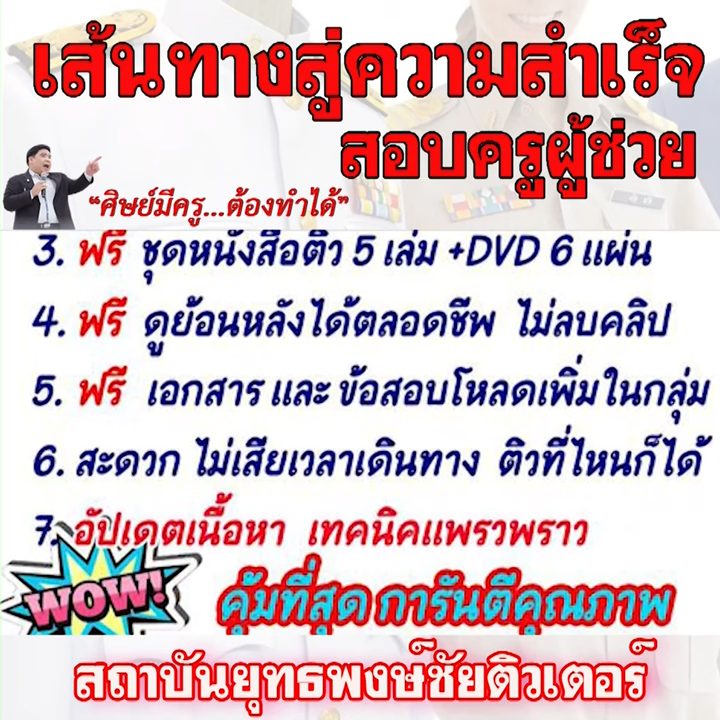 เส้นทางสู่ความสำเร็จ
สอบครูผู้ช่วย
“ศิษย์มีครู...ต้องทำได้”
3. ฟรี ชุดหนังสือติว 5 เล่ม +DVD 6 แผ่น
4. ฟรี ดูย้อนหลังได้ตลอดชีพ ไม่ลบคลิป
5. ฟรี เอกสาร และ ข้อสอบโหลดเพิ่มในกลุ่ม
6. สะดวก ไม่เสียเวลาเดินทาง ติวที่ไหนก็ได้
7. อัปเดตเนื้อหา เทคนิคแพรวพราว
WOW!
คุ้มที่สุด การันตีคุณภาพ
สถาบันยุทธพงษ์ชัยติวเตอร์